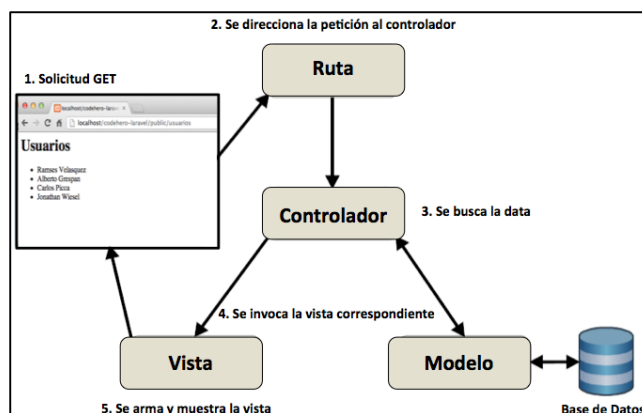 2. Se direcciona la petición al controlador
1. Solicitud GET
Ruta
localhost/codehero-laravel/public/usuarios
Usuarios
Ramses Velasquez
Alberto Grespan
Carlos Picca
Jonathan Wiesel
Controlador
3. Se busca la data
4. Se invoca la vista correspondiente
Vista
Modelo
5. Se arma y muestra la vista
Base de Datos